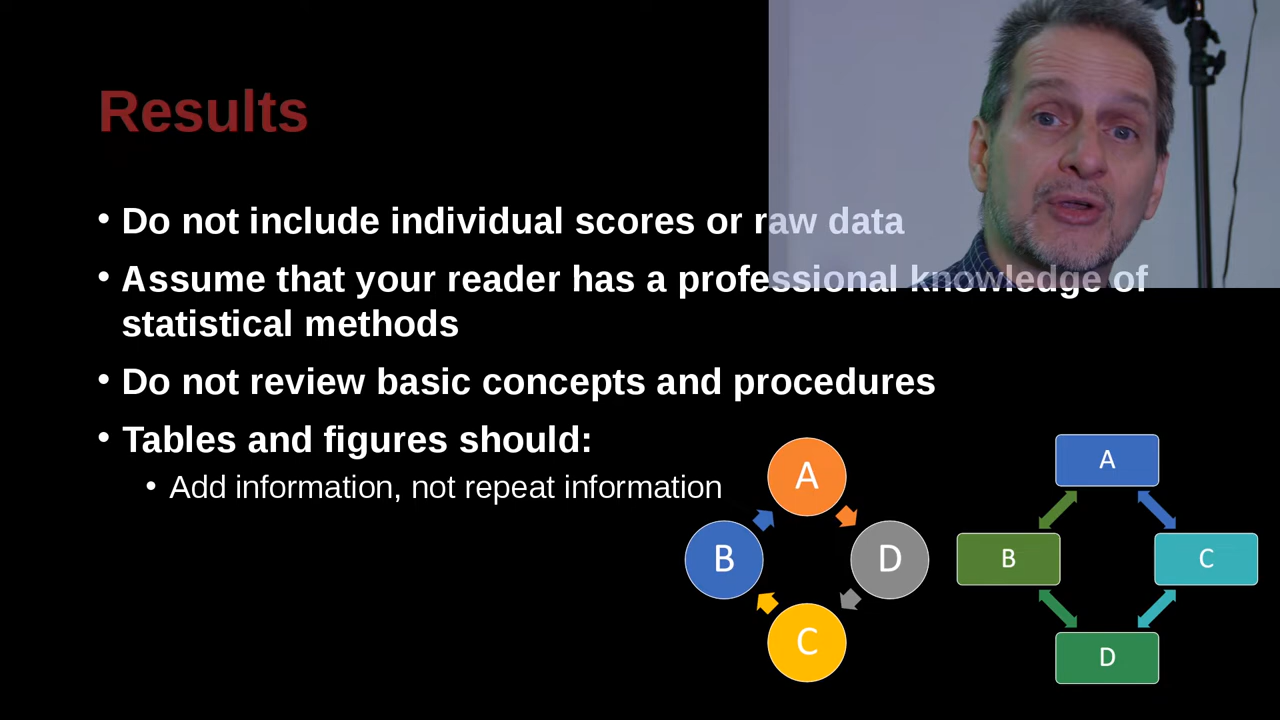 Results
• Do not include individual scores or raw data
• Assume that your reader has a professional knowledge of
statistical methods
• Do not review basic concepts and procedures
• Tables and figures should:
• Add information, not repeat information
A
B
D
C
A
B
C
D